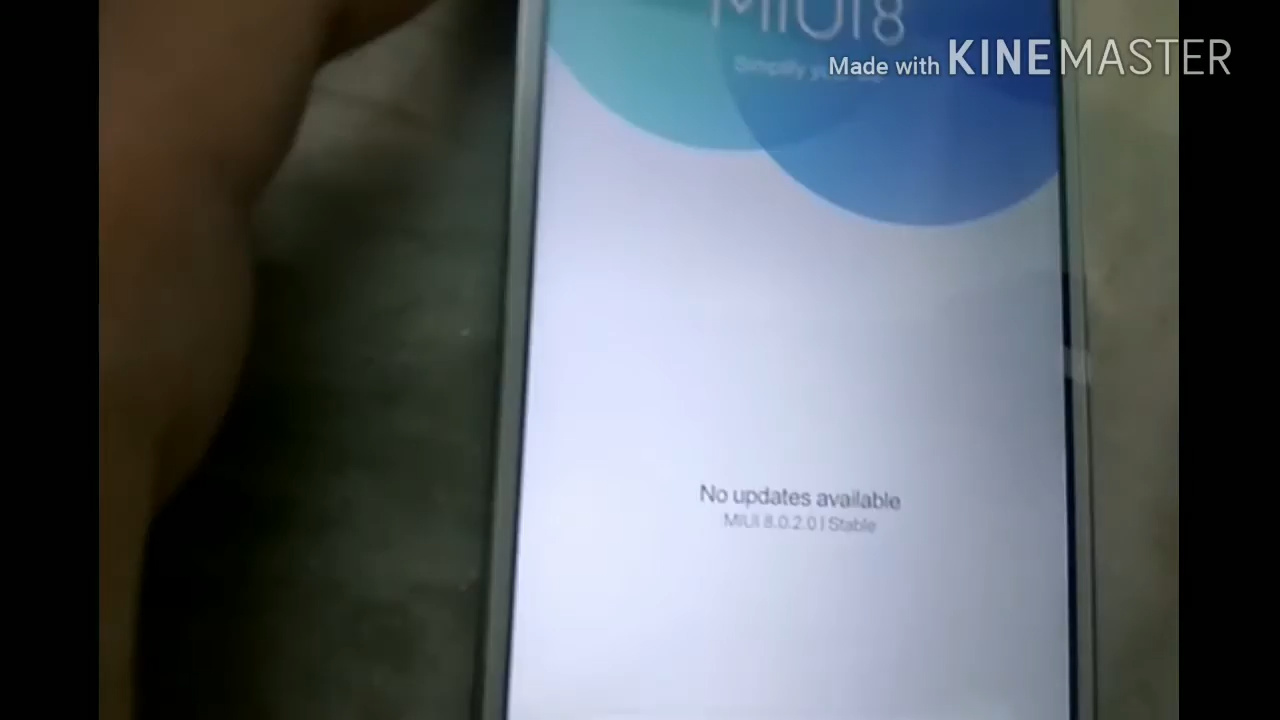 MIUI8
Made with KINEMASTER
No updates available
MIUI 8.0.2.0 | Stable